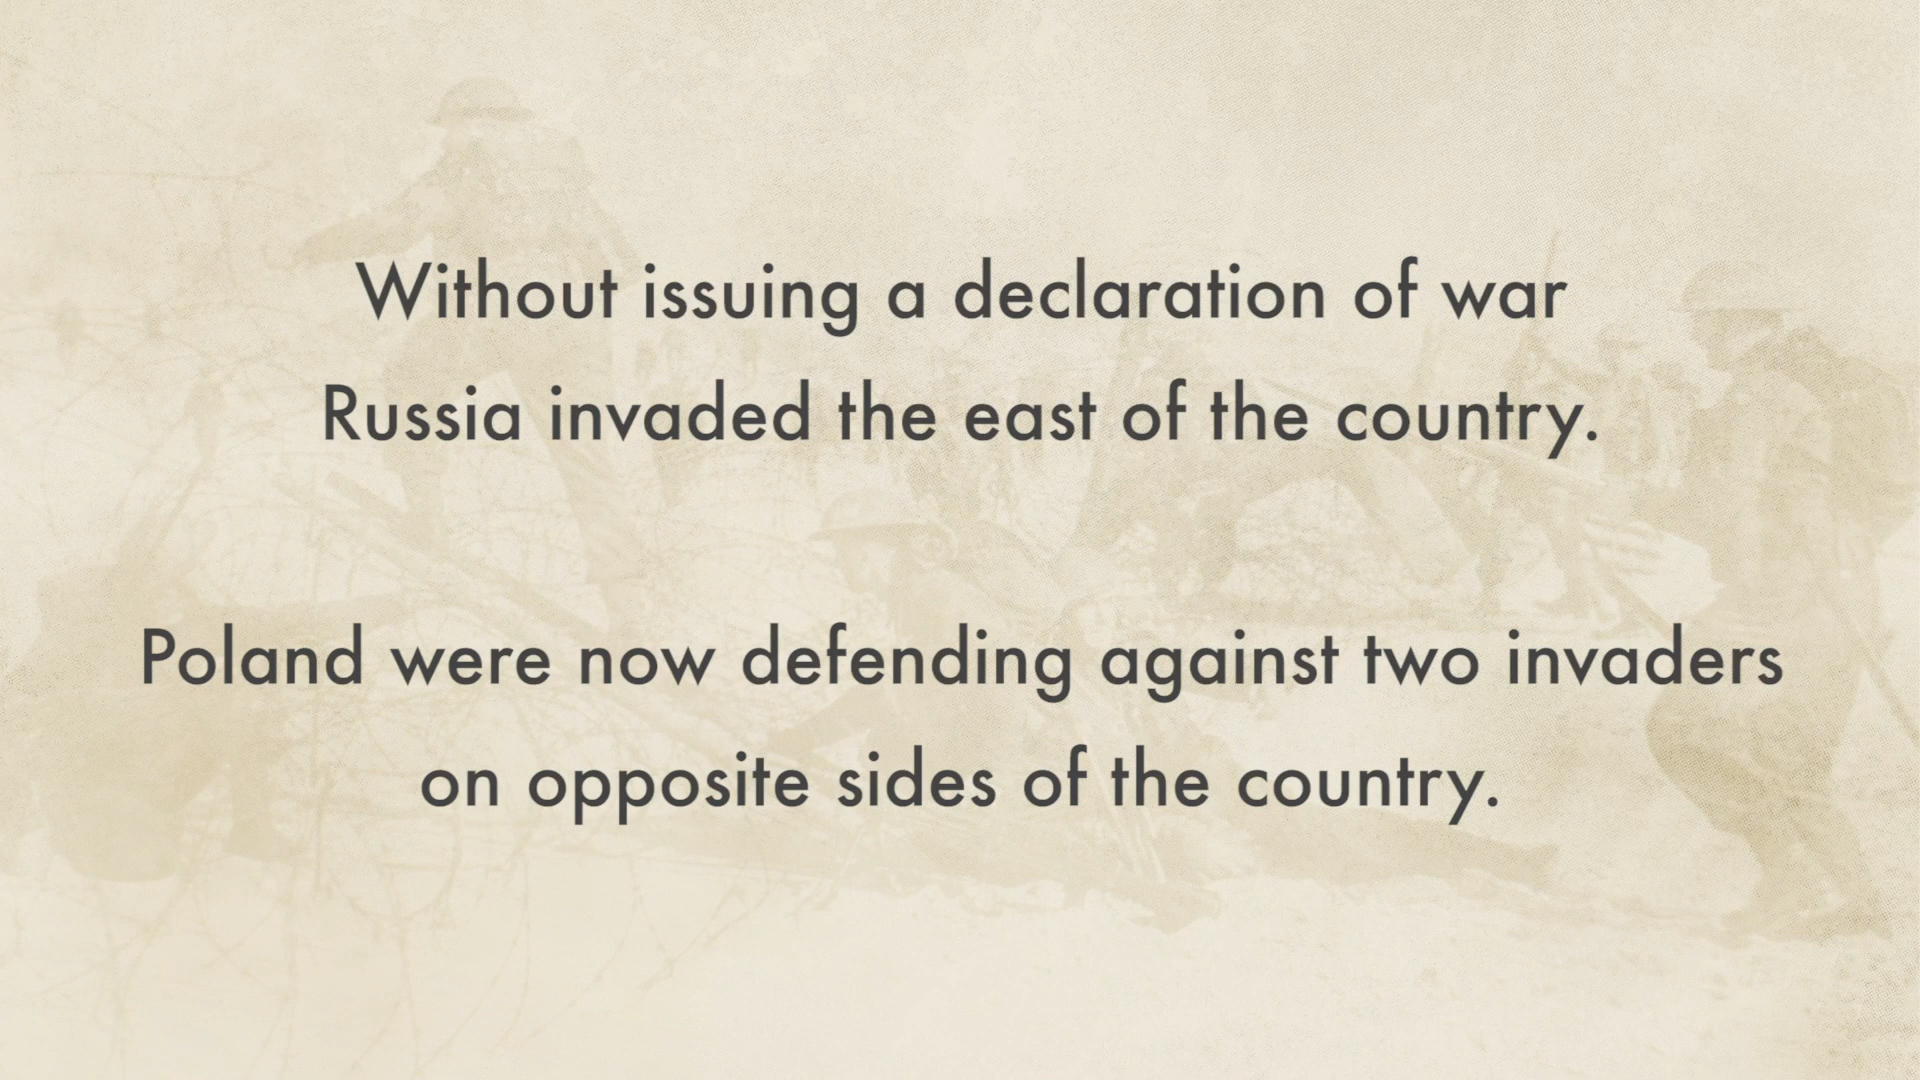 Without issuing a declaration of war
Russia invaded the east of the country.
Poland were now defending against two invaders
on opposite sides of the country.